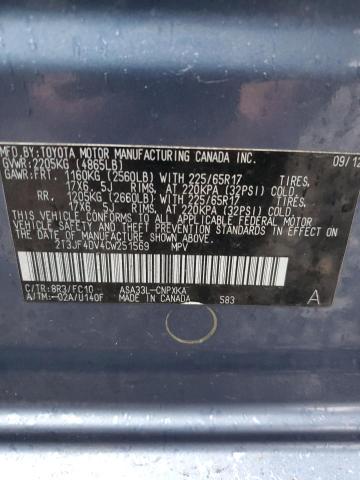 MFD.BY:TOYOTA MOTOR MANUFACTURING CANADA INC. 09/12
GVWR:2205KG (4865LB)
GAWR:FRT. 1160KG (2560LB) WITH 225/65R17 TIRES,
17X6.5J RIMS, AT 220KPA (32PSI) COLD.
RR. 1205KG (2660LB) WITH 225/65R17 TIRES,
17X6.5J RIMS, AT 220KPA (32PSI) COLD.
THIS VEHICLE CONFORMS TO ALL APPLICABLE
FEDERAL MOTOR VEHICLE SAFETY STANDARDS IN
EFFECT ON THE DATE OF MANUFACTURE SHOWN ABOVE.
2T3JF4DV4CW251569 MPV
C/TR:8R3/FC10 ASA33L-CNPXKA
A/TM:-02A/U140F MADE IN CANADA 583 A